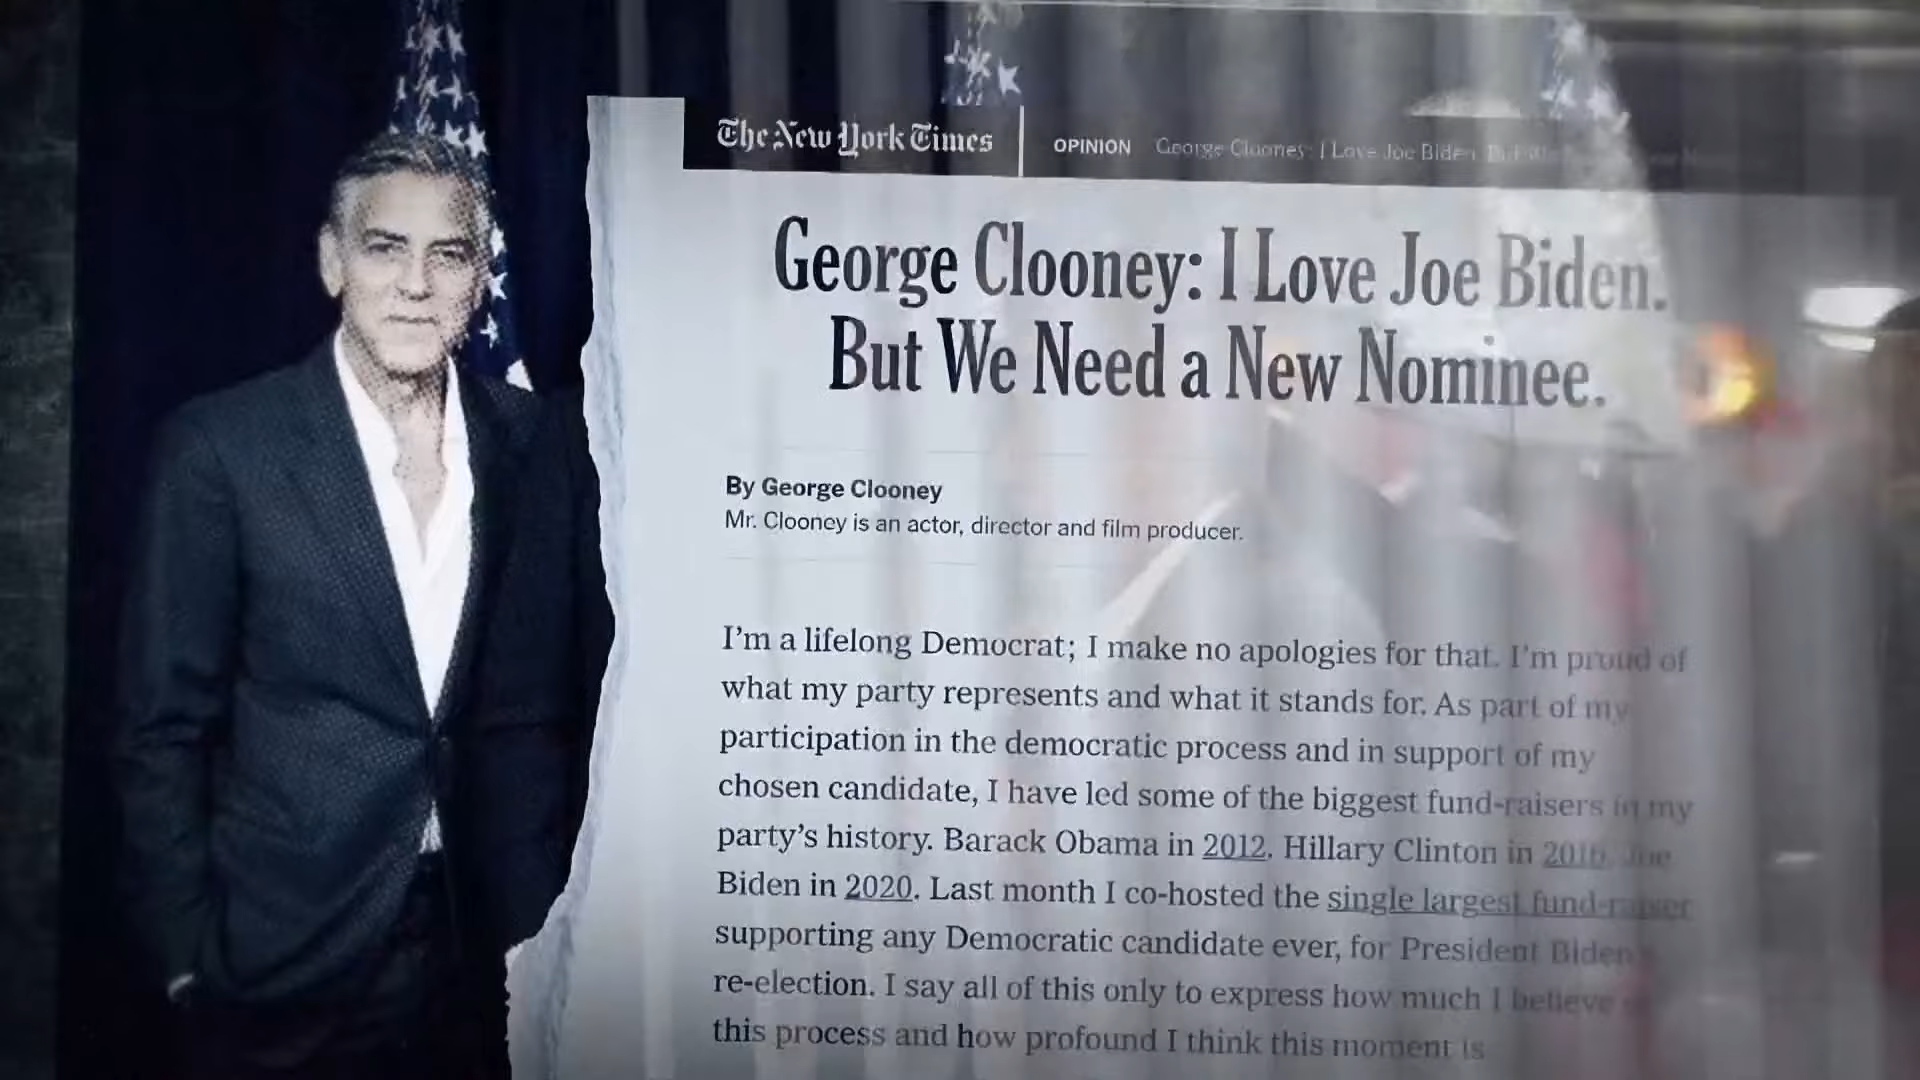 The New York Times
OPINION George Clooney: I Love Joe Biden.
George Clooney: I Love Joe Biden.
But We Need a New Nominee.
By George Clooney
Mr. Clooney is an actor, director and film producer.
I'm a lifelong Democrat; I make no apologies for that. I'm proud of
what my party represents and what it stands for. As part of my
participation in the democratic process and in support of my
chosen candidate, I have led some of the biggest fund-raisers in my
party's history. Barack Obama in 2012. Hillary Clinton in 2016. Joe
Biden in 2020. Last month I co-hosted the single largest fund-raiser
supporting any Democratic candidate ever, for President Biden's
re-election. I say all of this only to express how much I believe
this process and how profound I think this moment is